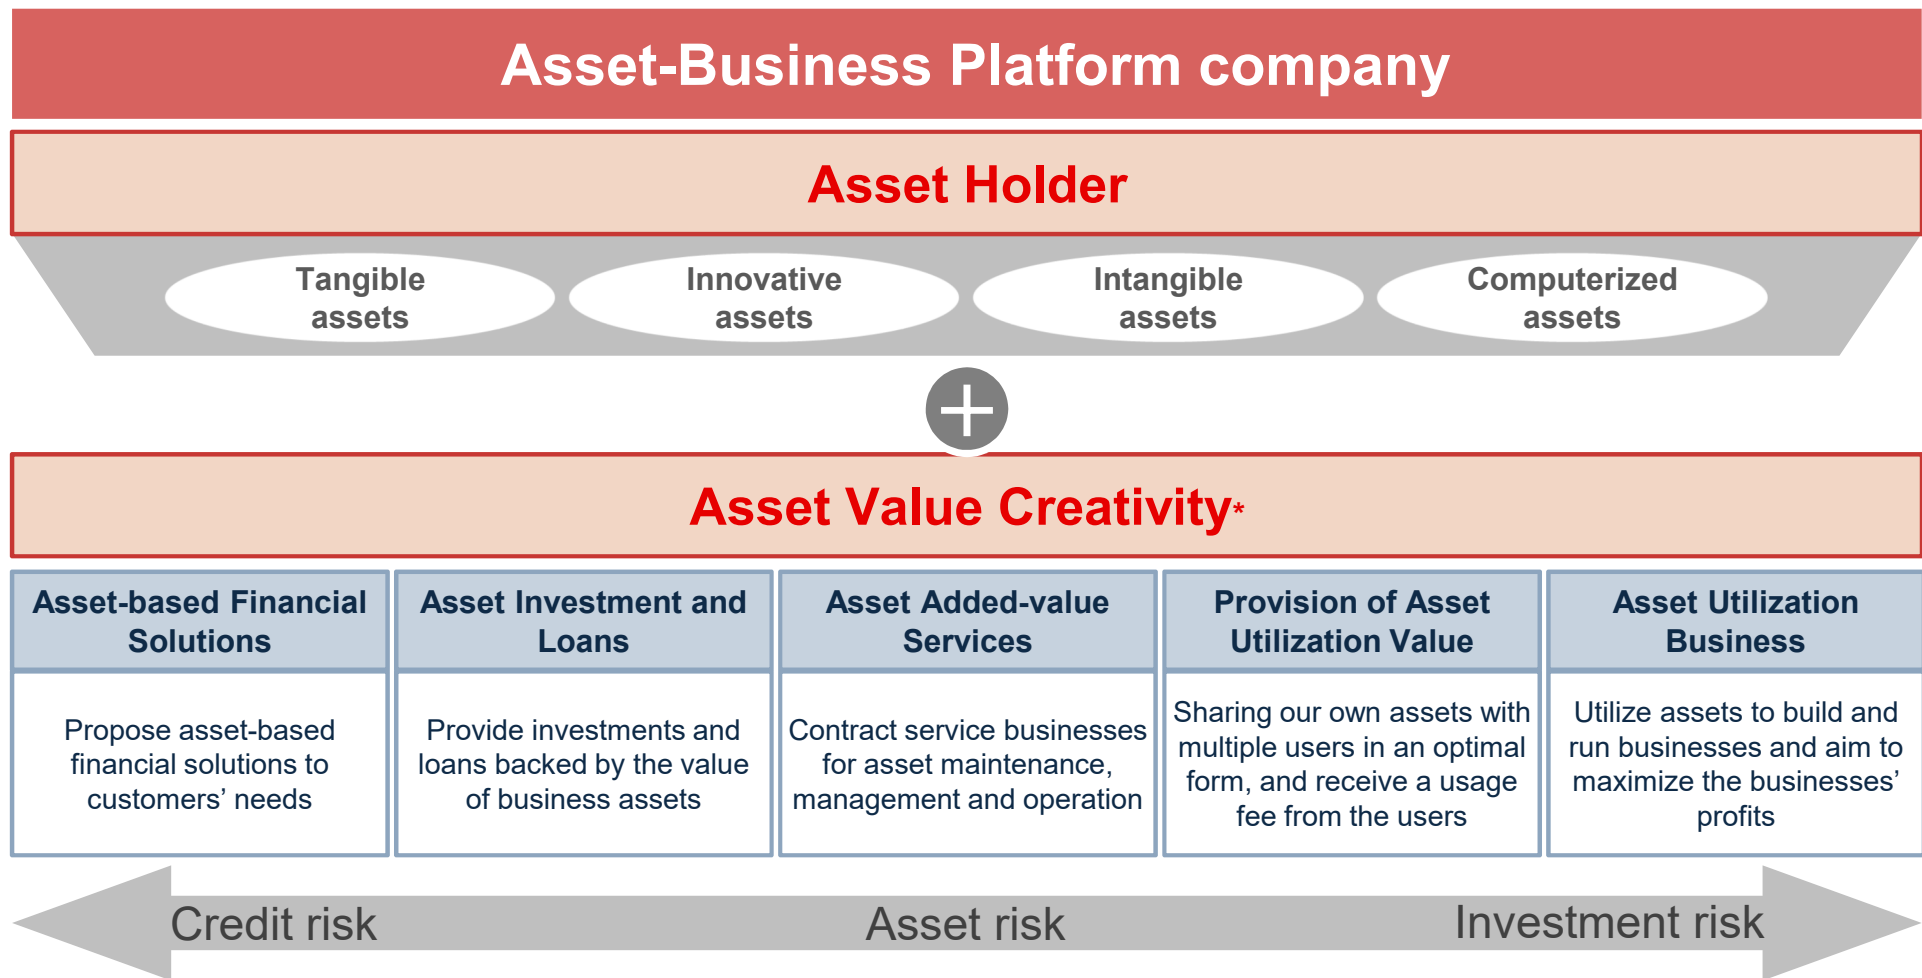 Asset-Business Platform company
Asset Holder
Tangible
assets
Innovative
assets
Intangible
assets
Computerized
assets
+
Asset Value Creativity*
Asset-based Financial
Solutions
Propose asset-based
financial solutions to
customers’ needs
Asset Investment and
Loans
Provide investments and
loans backed by the value
of business assets
Asset Added-value
Services
Contract service businesses
for asset maintenance,
management and operation
Provision of Asset
Utilization Value
Sharing our own assets with
multiple users in an optimal
form, and receive a usage
fee from the users
Asset Utilization
Business
Utilize assets to build and
run businesses and aim to
maximize the businesses’
profits
Credit risk
Asset risk
Investment risk